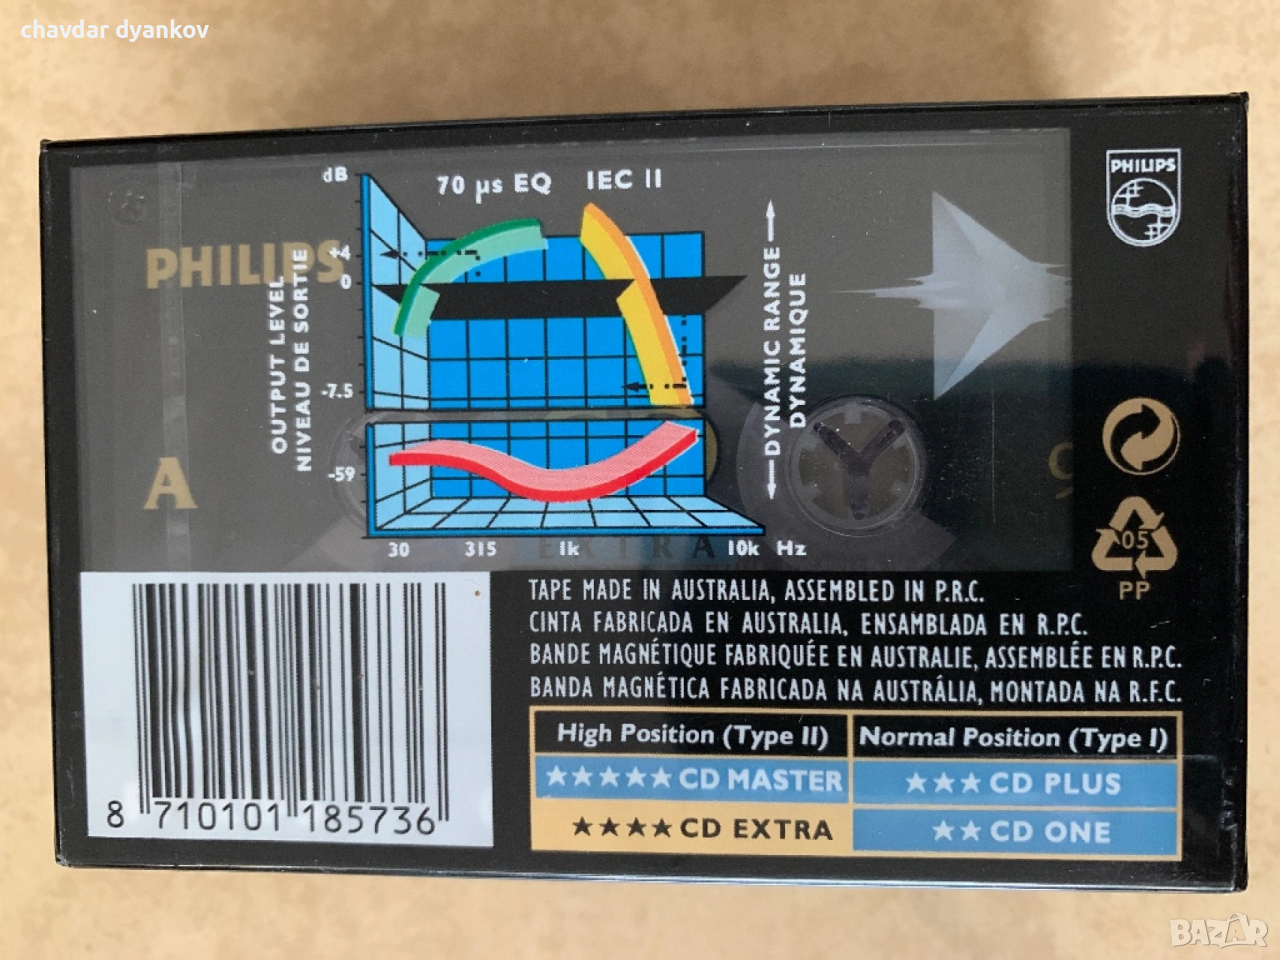 chavdar dyankov
dB
70 µs EQ IEC II
PHILIPS
PHILIPS
+4
0
-7.5
-59
OUTPUT LEVEL
NIVEAU DE SORTIE
DYNAMIC RANGE
DYNAMIQUE
A
9
30 315 1k 10k Hz
EXTRA
05
PP
TAPE MADE IN AUSTRALIA, ASSEMBLED IN P.R.C.
CINTA FABRICADA EN AUSTRALIA, ENSAMBLADA EN R.P.C.
BANDE MAGNÉTIQUE FABRIQUÉE EN AUSTRALIE, ASSEMBLÉE EN R.P.C.
BANDA MAGNÉTICA FABRICADA NA AUSTRÁLIA, MONTADA NA R.F.C.
High Position (Type II) Normal Position (Type I)
★★★★★ CD MASTER ★★★ CD PLUS
★★★★ CD EXTRA ★★ CD ONE
8 710101 185736
BAZAR